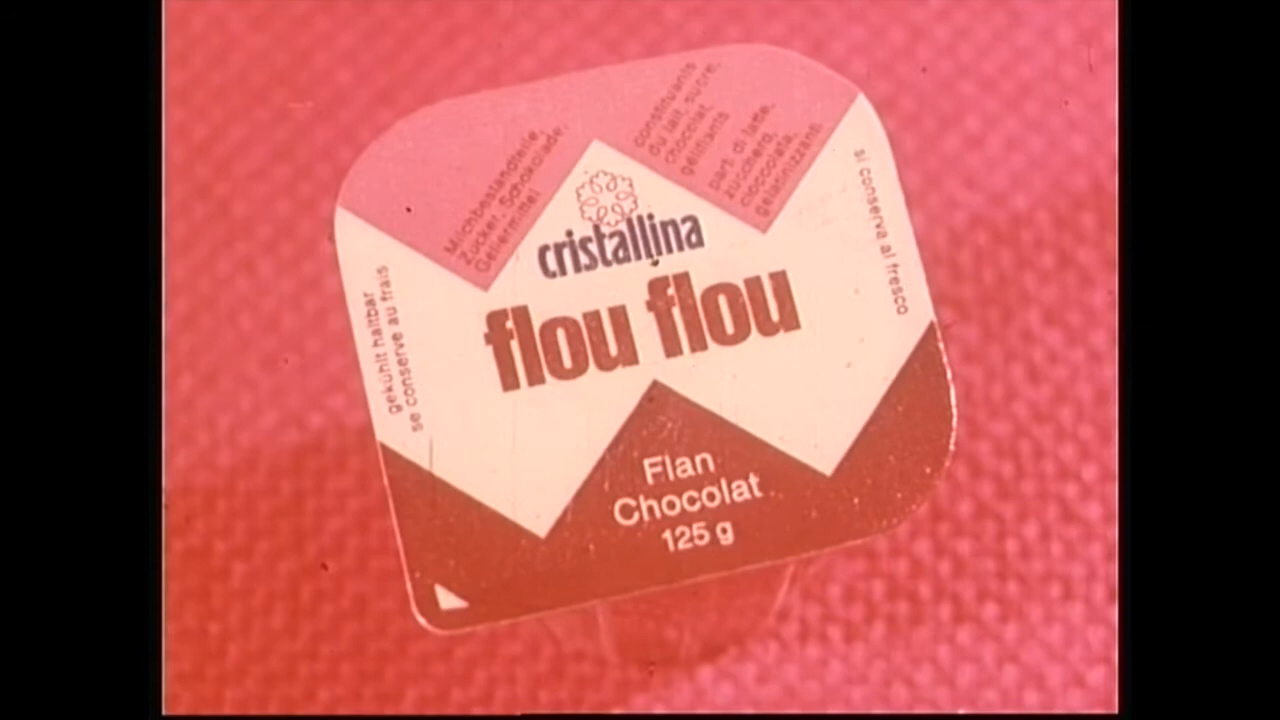 Milchbestandteile,
Zucker, Schokolade,
Geliermittel
constituants
du lait, sucre,
chocolat,
gélifiants
part. di latte,
zucchero,
cioccolata,
gelatinizzanti
gekühlt haltbar
se conserve au frais
si conserva al fresco
cristallina
flou flou
Flan
Chocolat
125 g